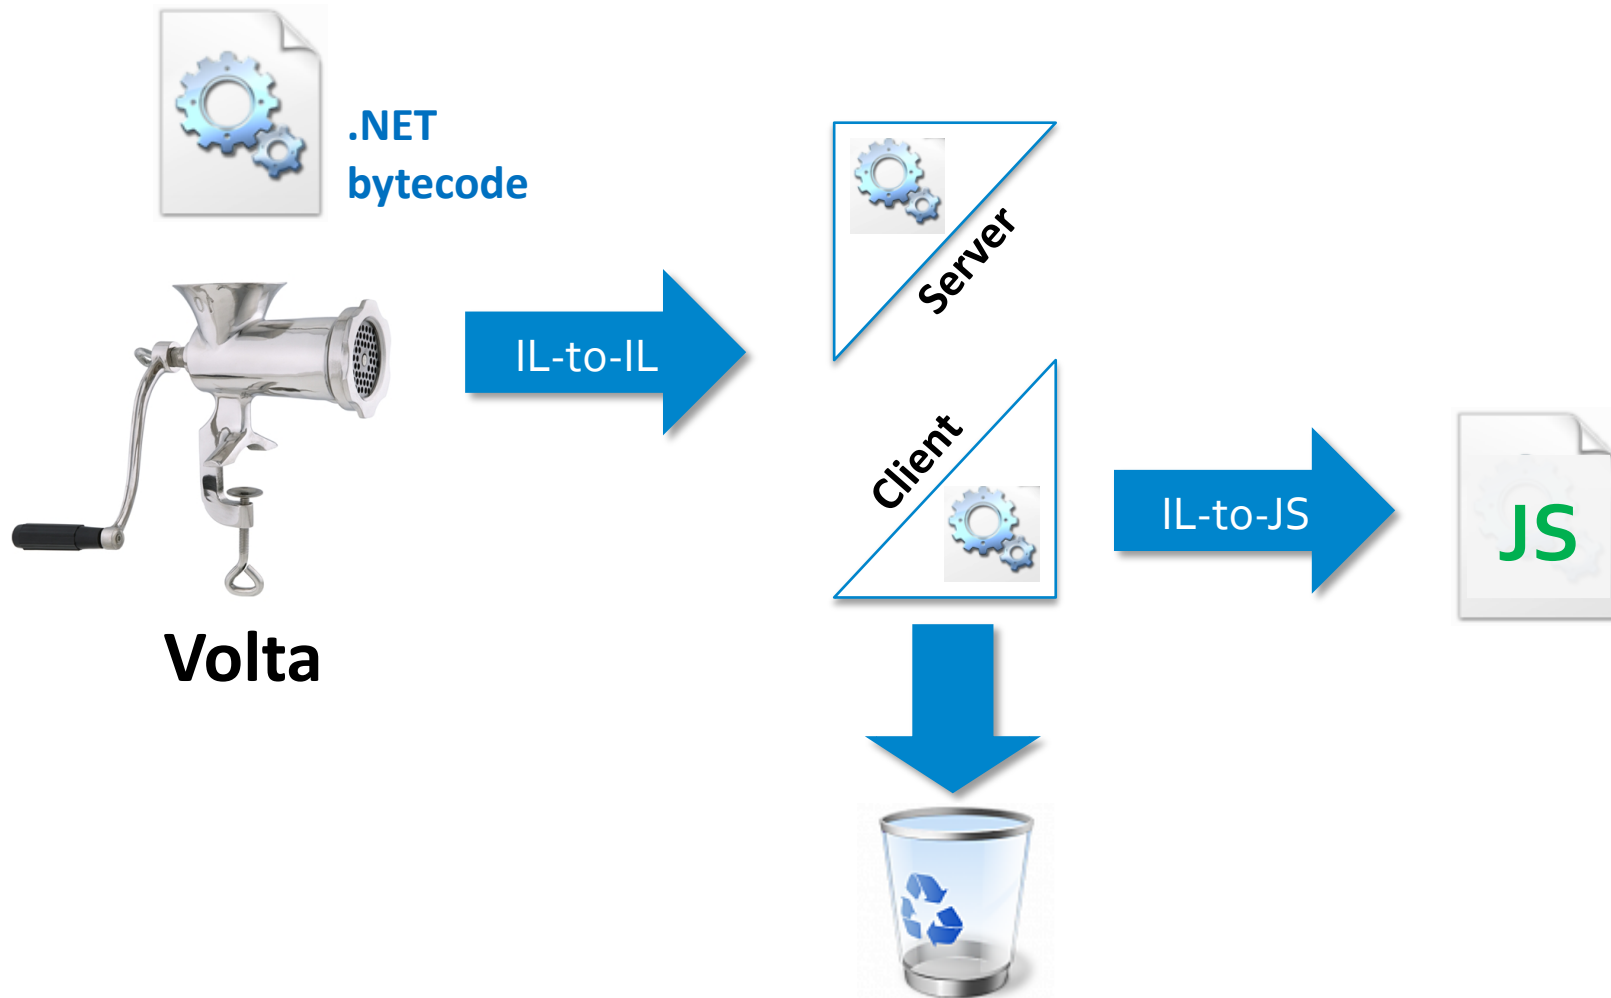 .NET
bytecode
Server
IL-to-IL
Client
IL-to-JS
JS
Volta